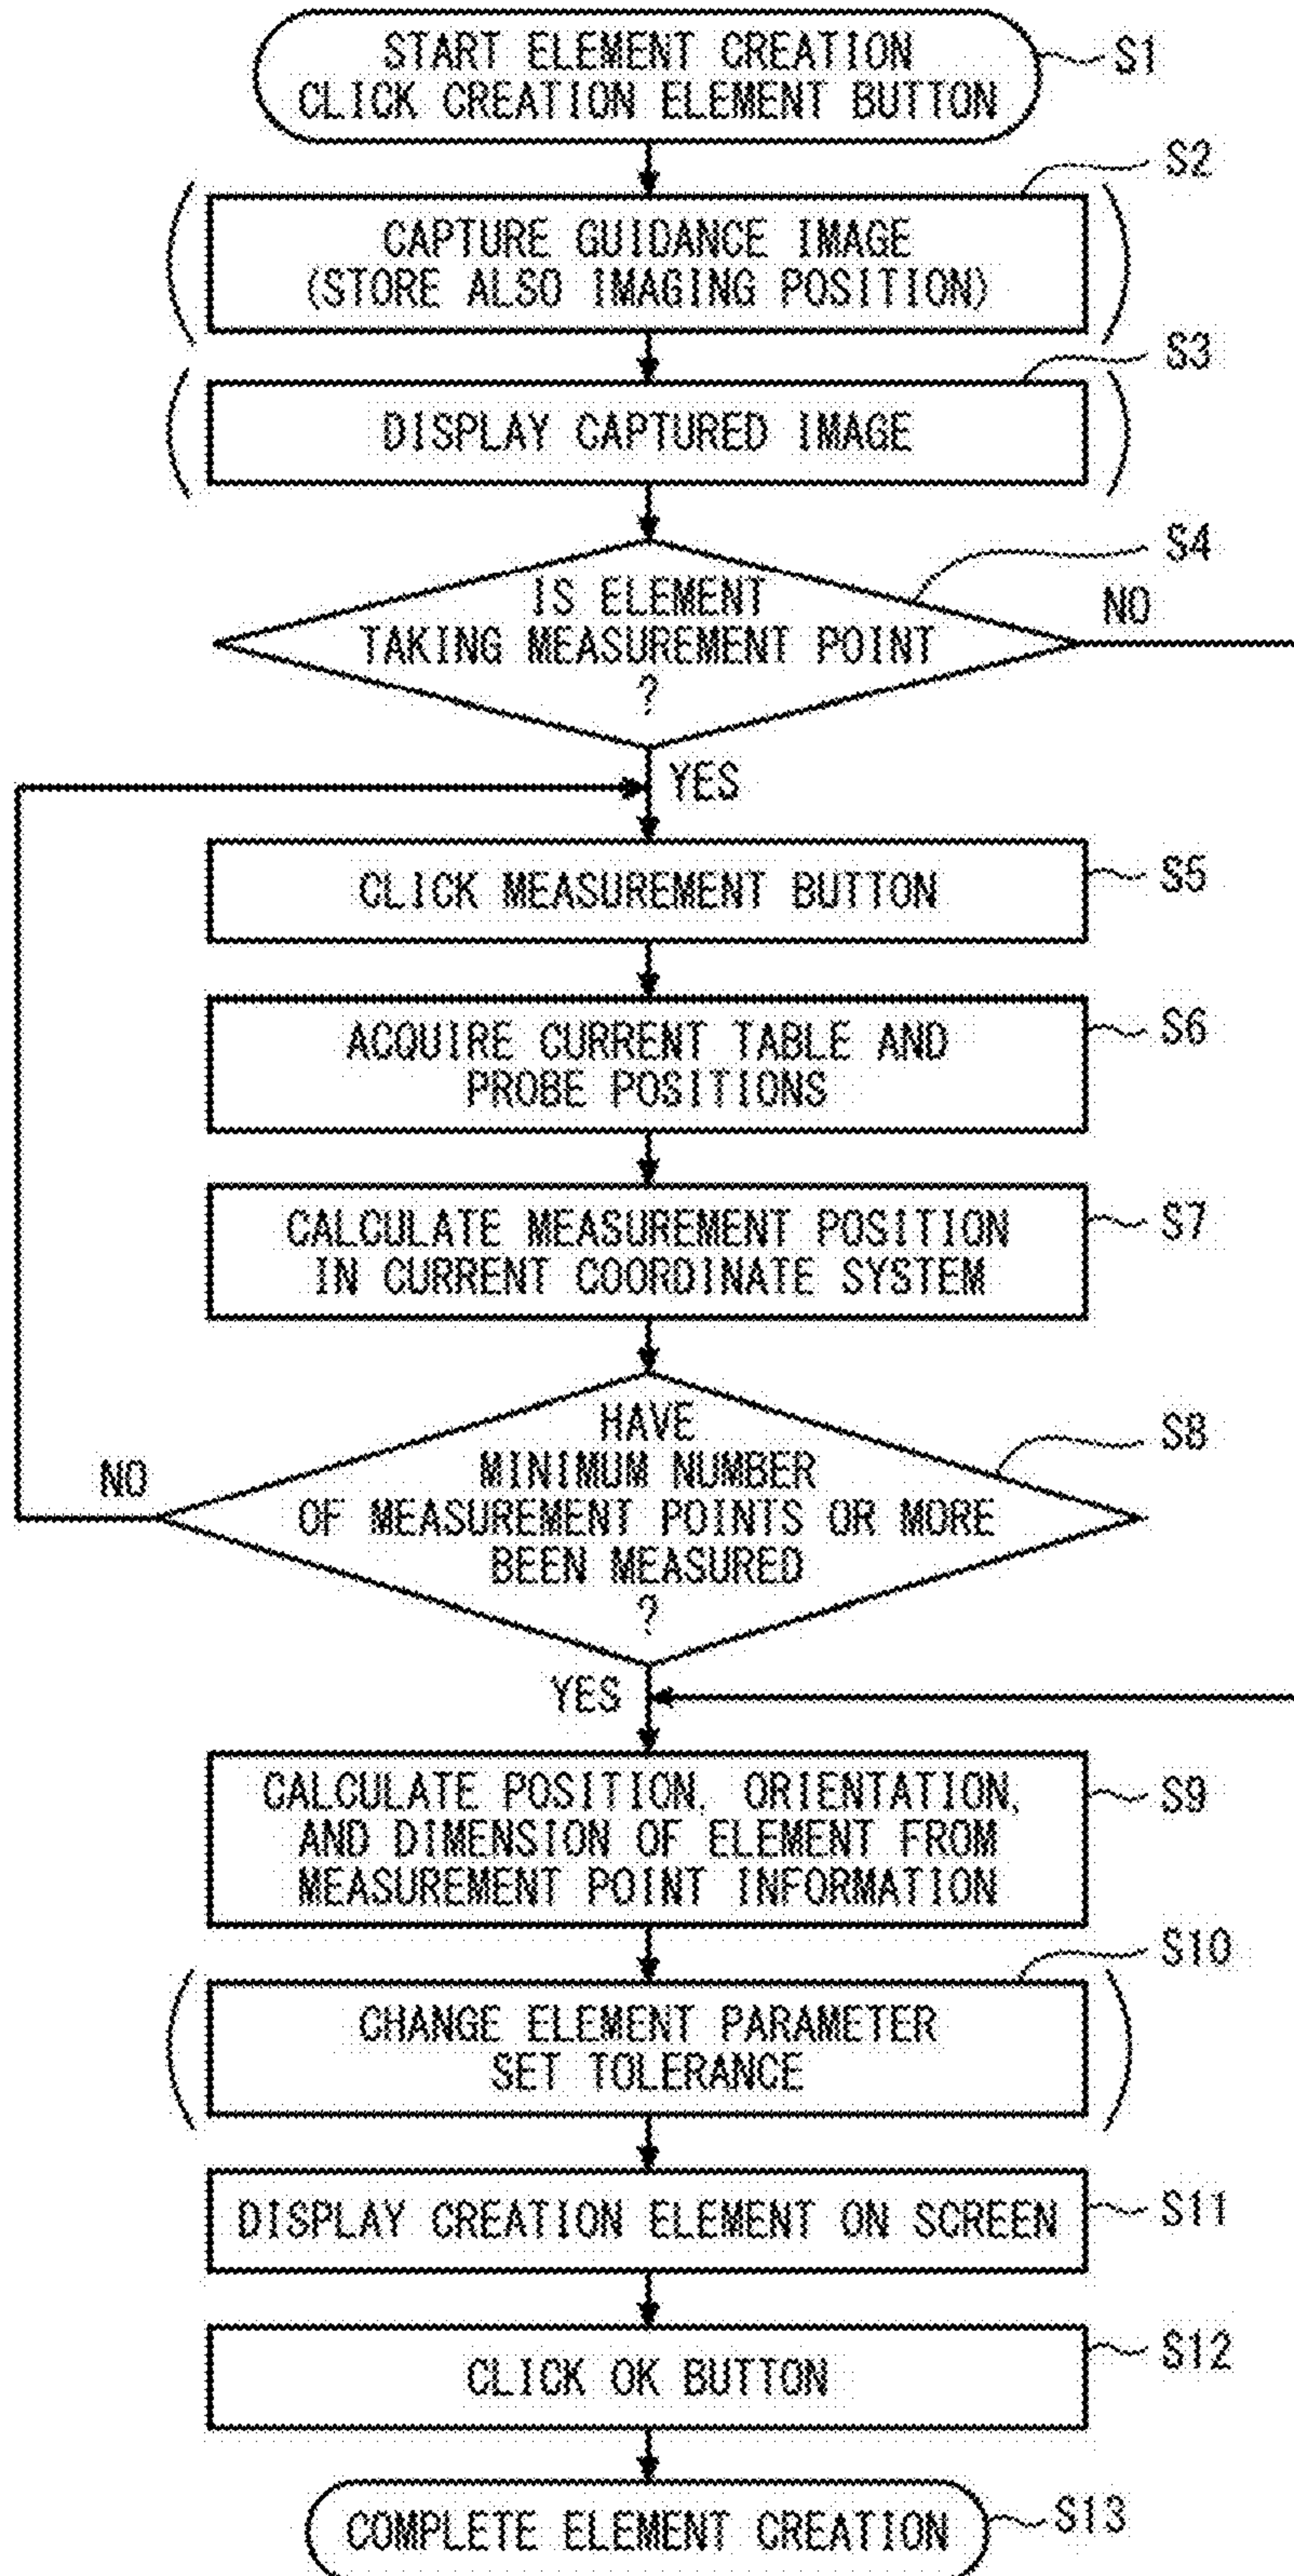 START ELEMENT CREATION
CLICK CREATION ELEMENT BUTTON
S1
S2
CAPTURE GUIDANCE IMAGE
(STORE ALSO IMAGING POSITION)
S3
DISPLAY CAPTURED IMAGE
S4
IS ELEMENT
TAKING MEASUREMENT POINT
?
NO
YES
CLICK MEASUREMENT BUTTON
S5
ACQUIRE CURRENT TABLE AND
PROBE POSITIONS
S6
CALCULATE MEASUREMENT POSITION
IN CURRENT COORDINATE SYSTEM
S7
HAVE
MINIMUM NUMBER
OF MEASUREMENT POINTS OR MORE
BEEN MEASURED
?
S8
NO
YES
CALCULATE POSITION, ORIENTATION,
AND DIMENSION OF ELEMENT FROM
MEASUREMENT POINT INFORMATION
S9
S10
CHANGE ELEMENT PARAMETER
SET TOLERANCE
DISPLAY CREATION ELEMENT ON SCREEN
S11
CLICK OK BUTTON
S12
COMPLETE ELEMENT CREATION
S13